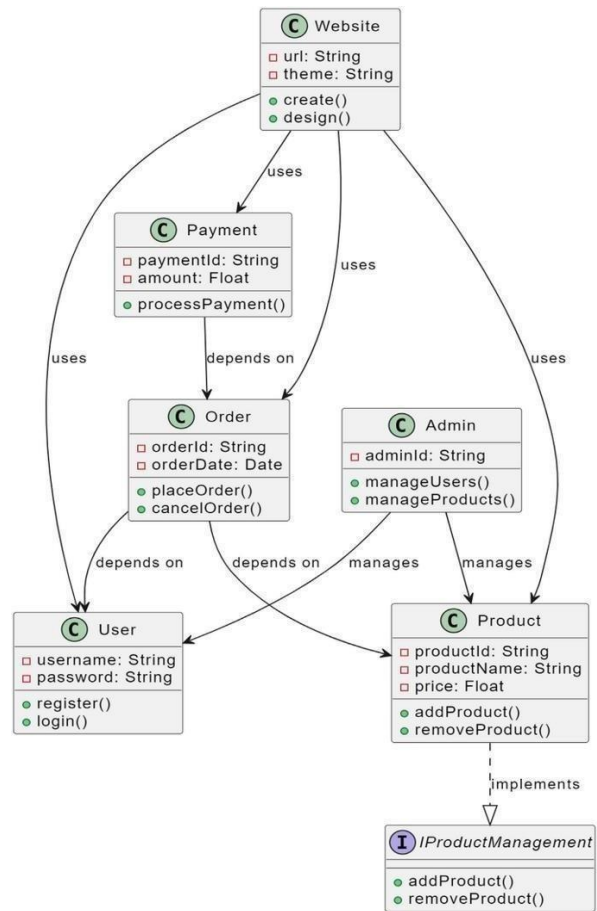 C Website
url: String
theme: String
create()
design()
uses
C Payment
paymentId: String
amount: Float
processPayment()
uses
uses
depends on
uses
C Order
orderId: String
orderDate: Date
placeOrder()
cancelOrder()
C Admin
adminId: String
manageUsers()
manageProducts()
depends on
depends on
manages
manages
C User
username: String
password: String
register()
login()
C Product
productId: String
productName: String
price: Float
addProduct()
removeProduct()
implements
I IProductManagement
addProduct()
removeProduct()